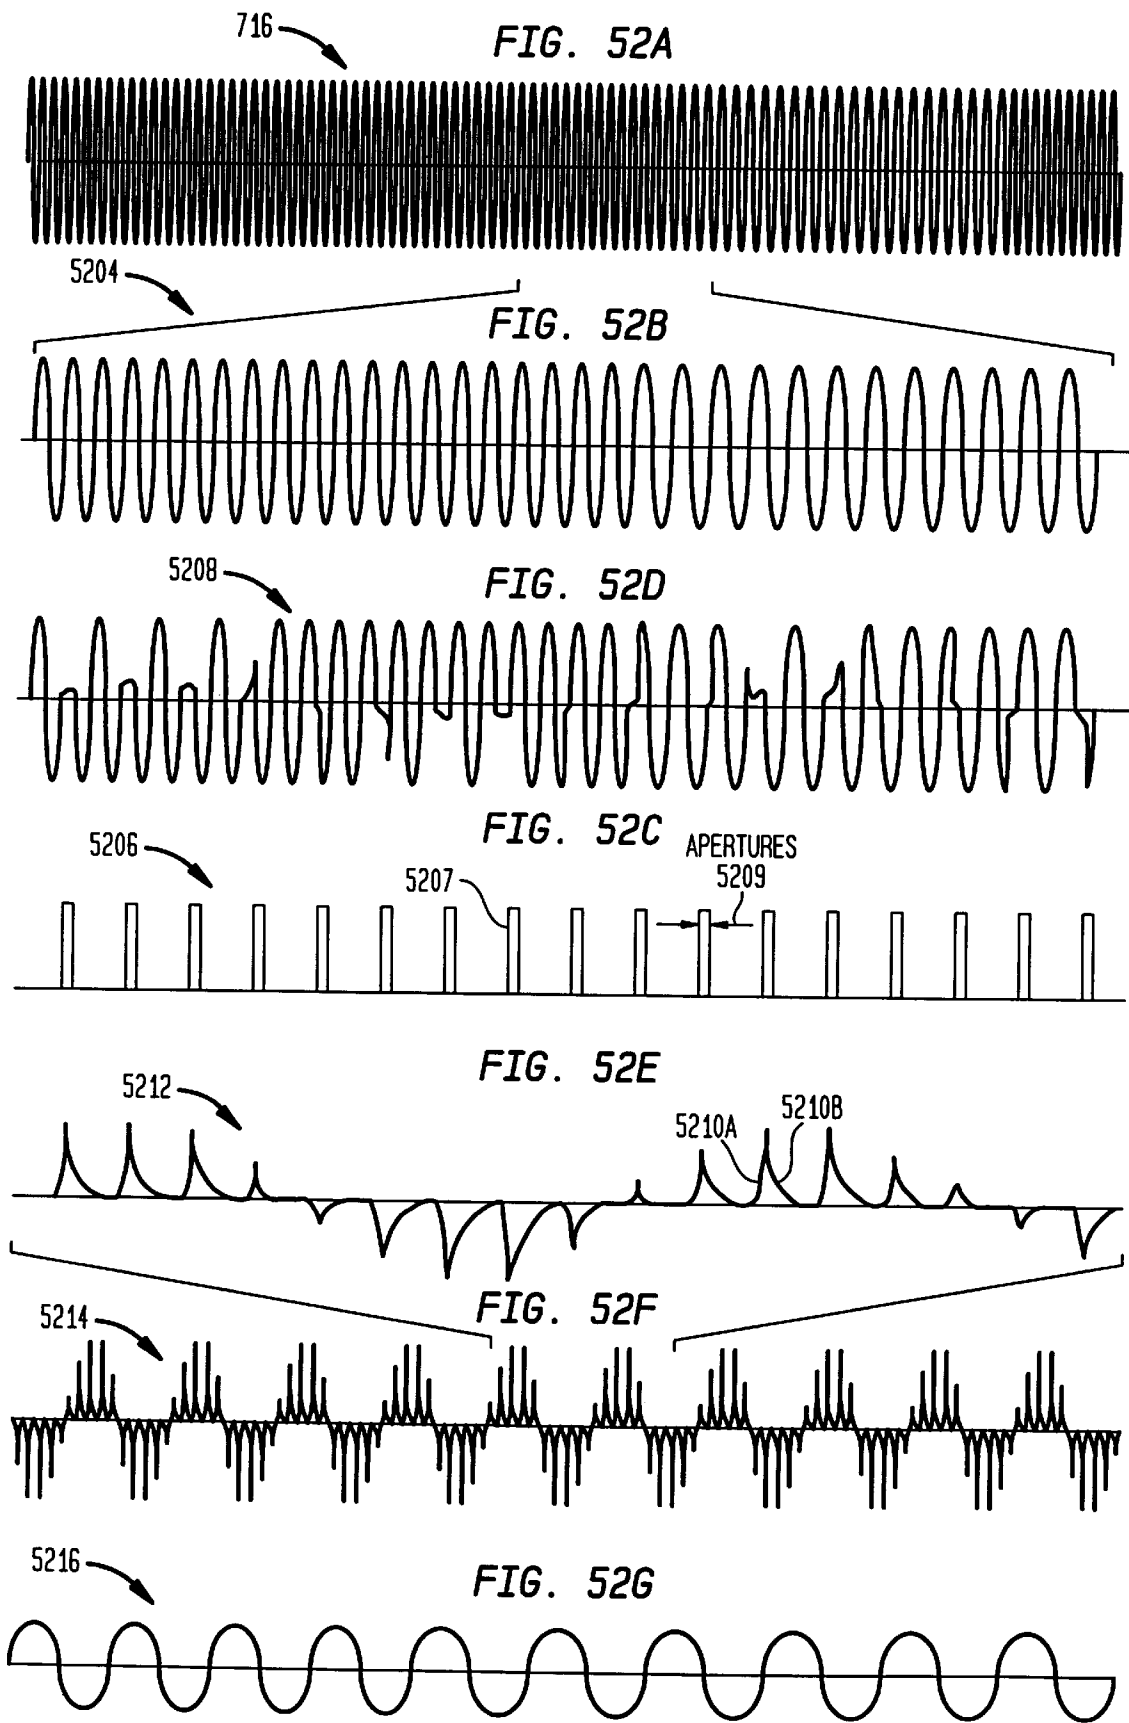 716
FIG. 52A
5204
FIG. 52B
5208
FIG. 52D
FIG. 52C
5206
5207
APERTURES
5209
FIG. 52E
5212
5210A
5210B
FIG. 52F
5214
FIG. 52G
5216